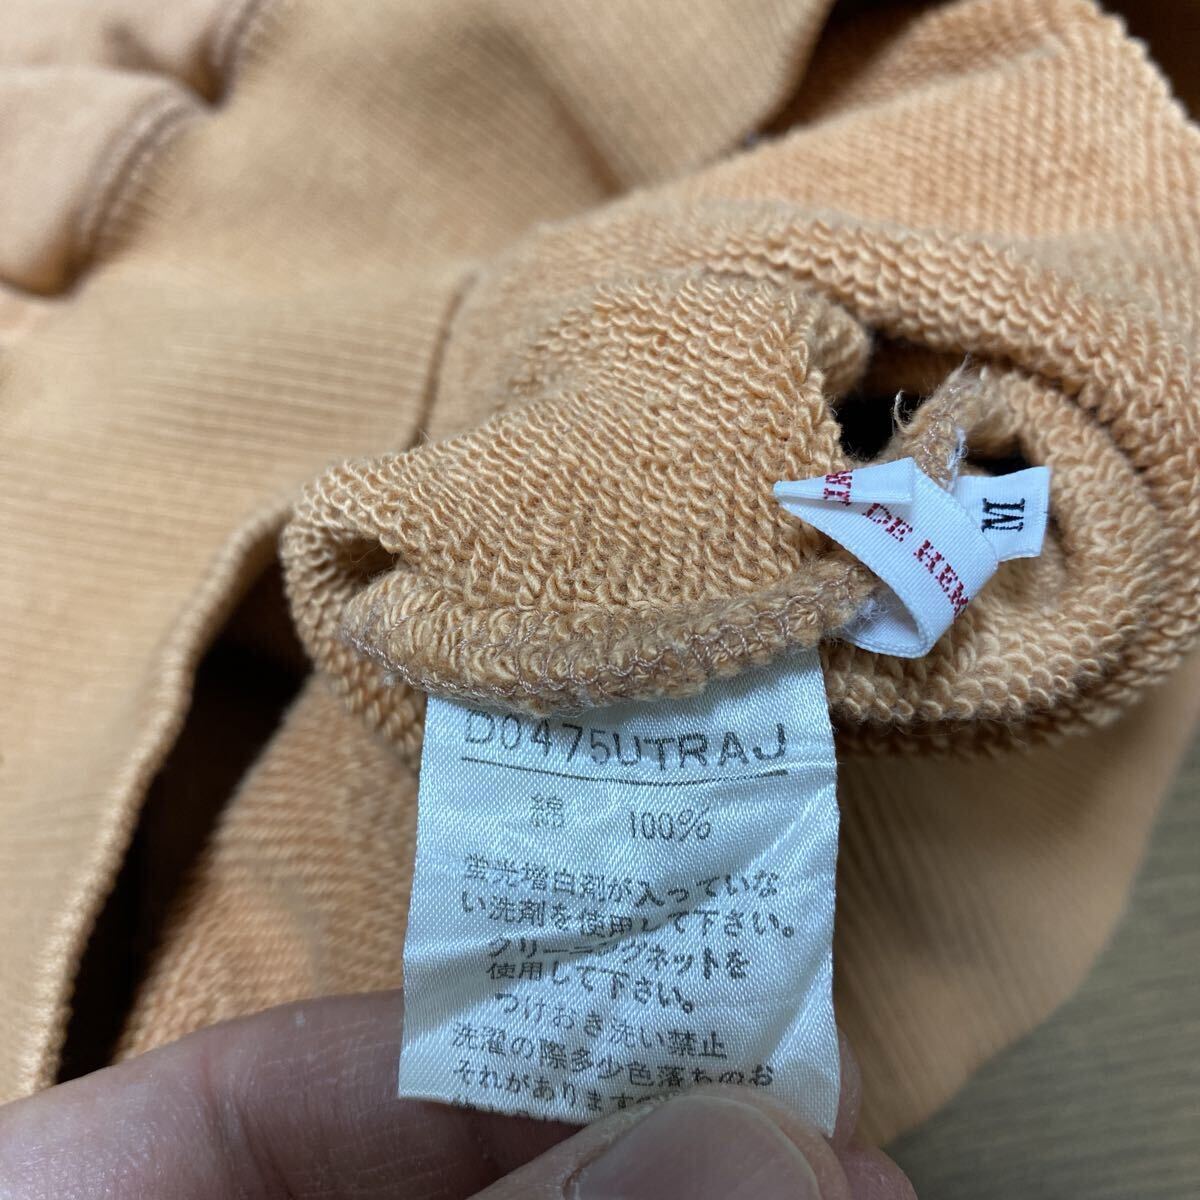 DE HEM
M
D0475UTRAJ
綿 100%
蛍光増白剤が入っていな
い洗剤を使用して下さい。
クリーニングネットを
使用して下さい。
つけおき洗い禁止
洗濯の際多少色落ちのお
それがあります